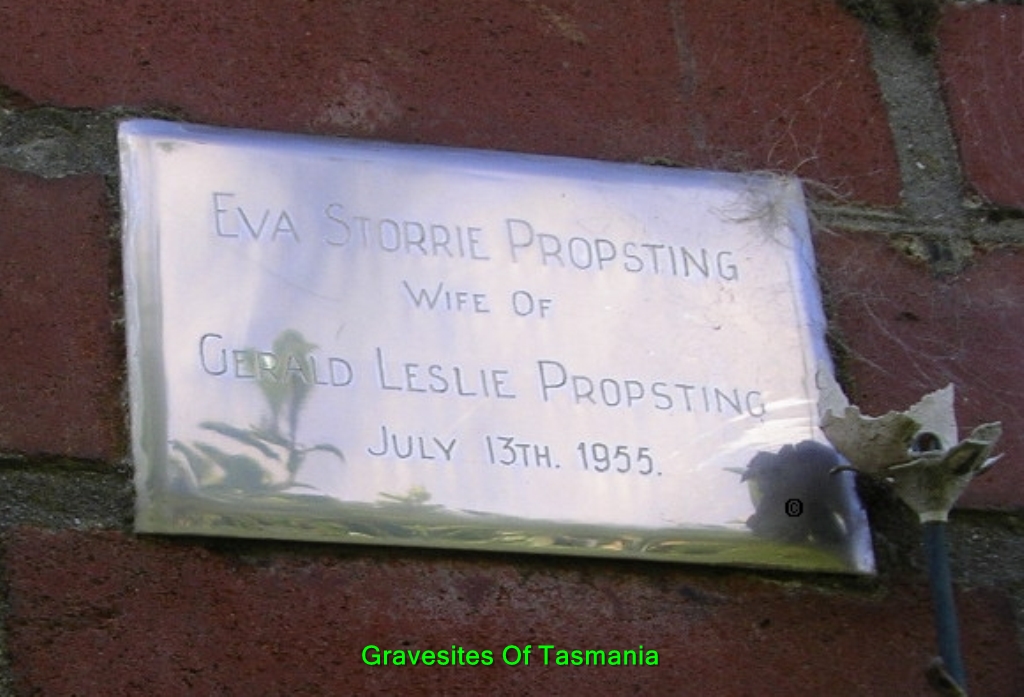 EVA STORRIE PROPSTING
WIFE OF
GERALD LESLIE PROPSTING
JULY 13TH. 1955.
©
Gravesites Of Tasmania